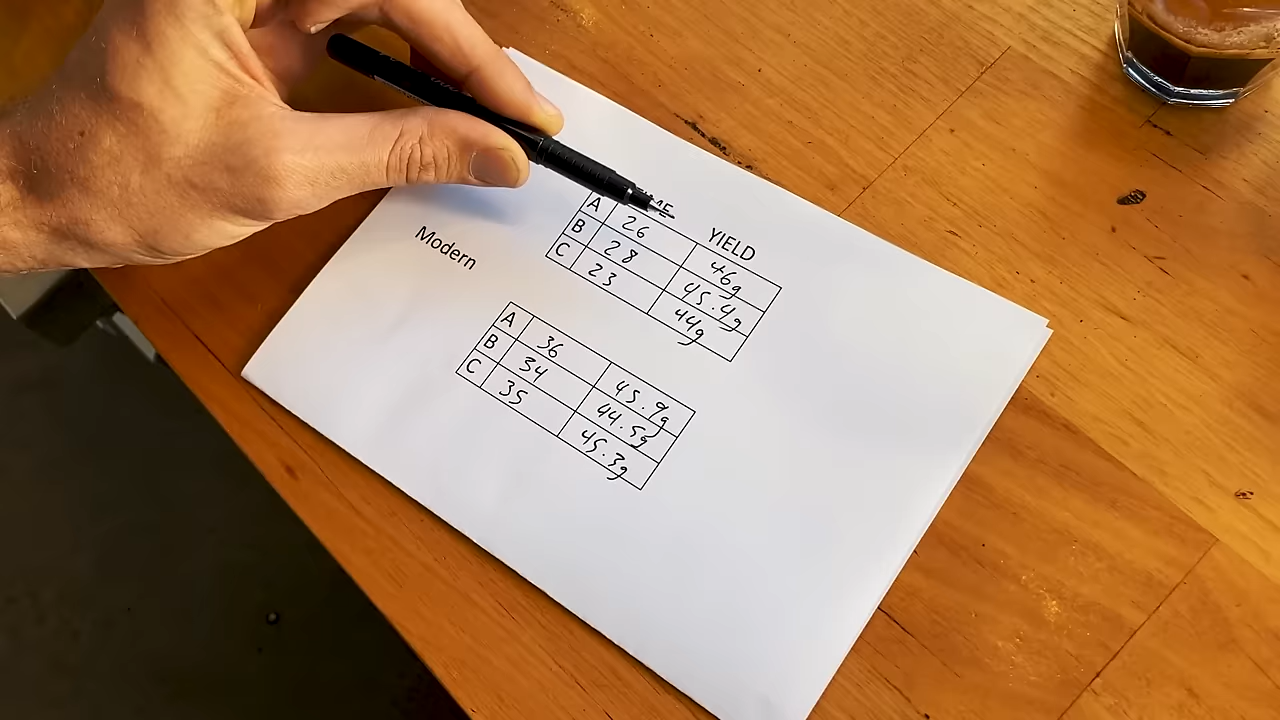 YIELD
A 26 46g
B 28 45.4g
C 23 44g
Modern
A 36 45.9g
B 34 44.5g
C 35 45.3g